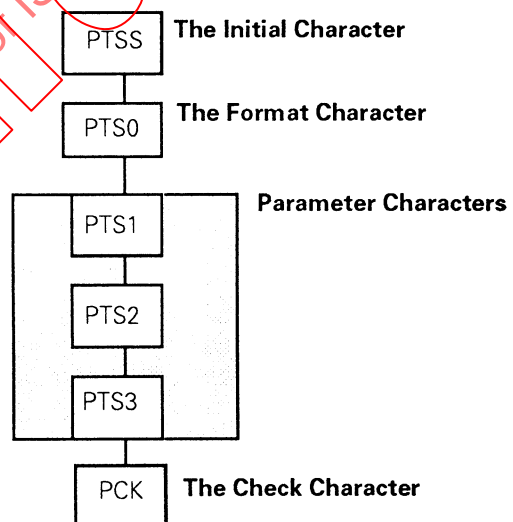 PTSS The Initial Character
PTS0 The Format Character
Parameter Characters
PTS1
PTS2
PTS3
PCK The Check Character